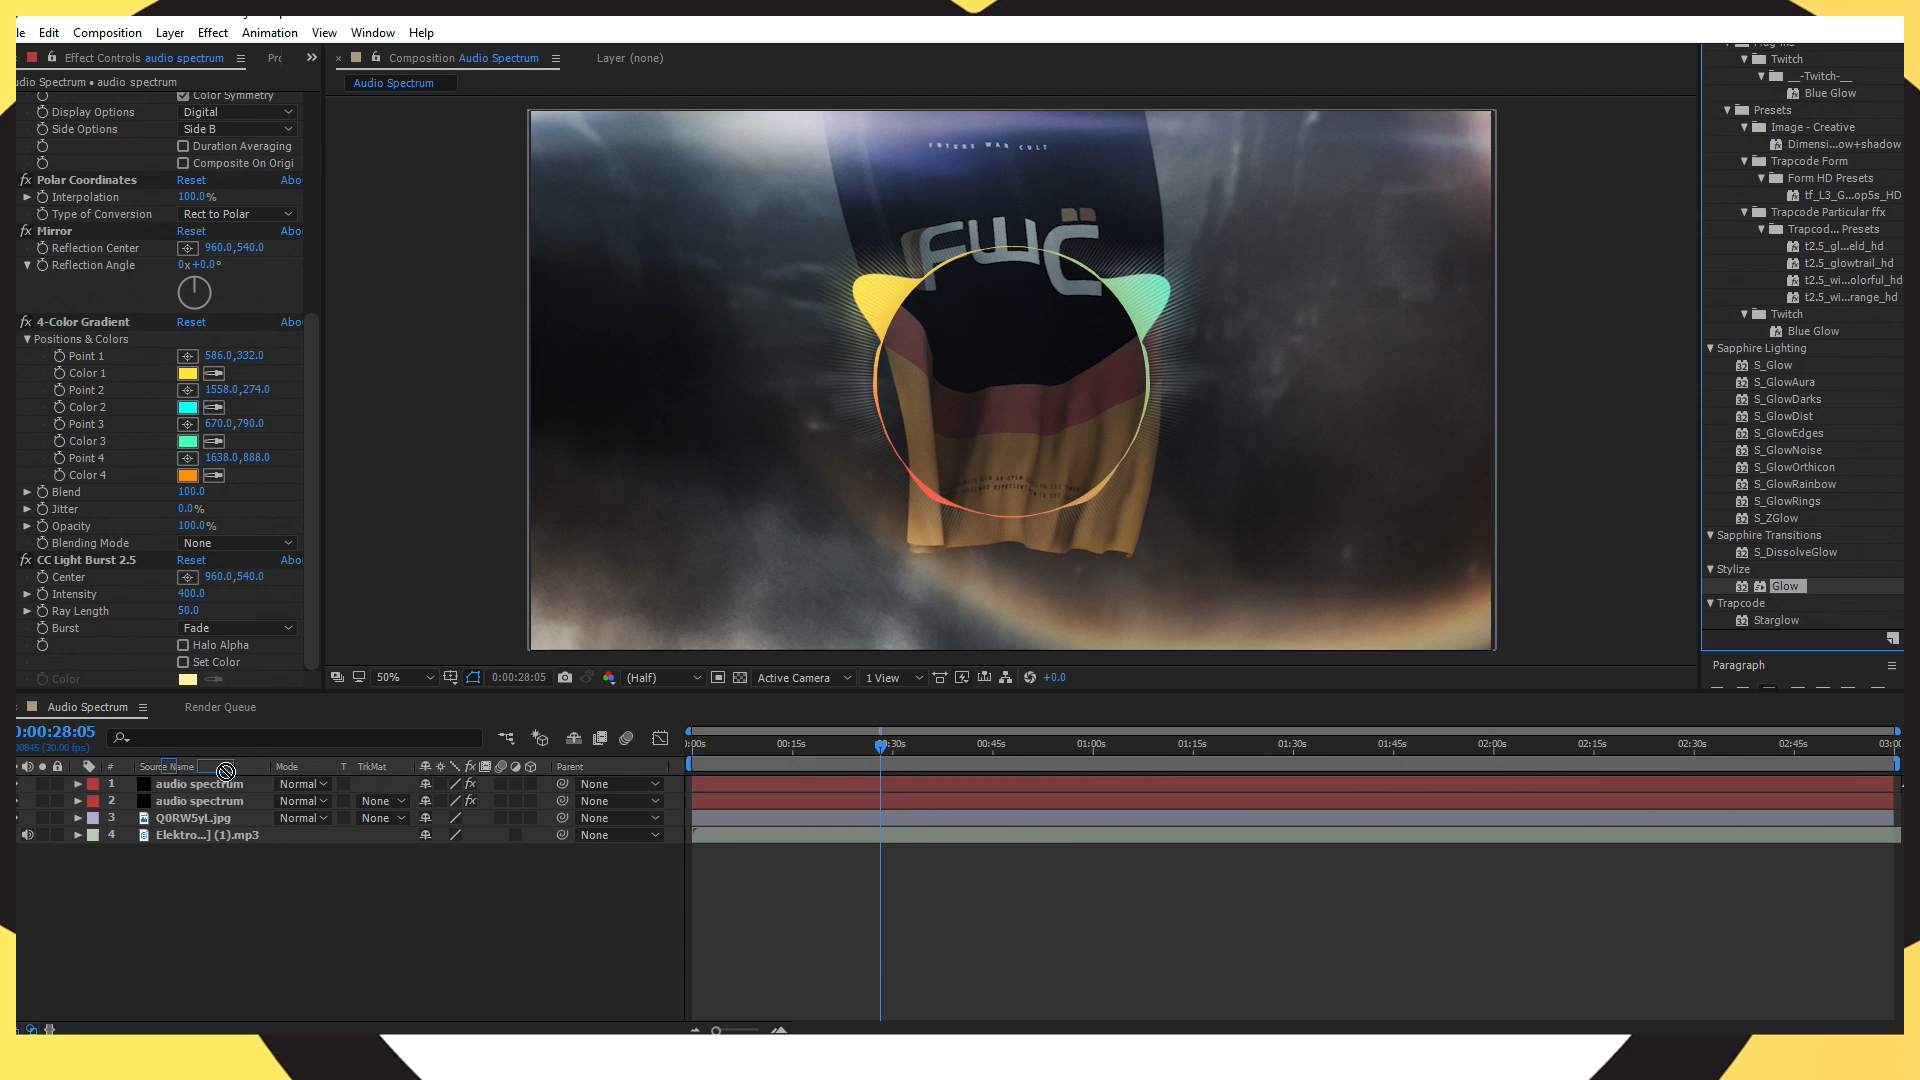 le Edit Composition Layer Effect Animation View Window Help
Effect Controls audio spectrum
Composition Audio Spectrum
Layer (none)
udio Spectrum • audio spectrum
Audio Spectrum
Color Symmetry
Display Options Digital
Side Options Side B
Duration Averaging
Composite On Origi
fx Polar Coordinates Reset Abo
Interpolation 100.0%
Type of Conversion Rect to Polar
fx Mirror Reset Abo
Reflection Center 960.0,540.0
Reflection Angle 0x+0.0°
fx 4-Color Gradient Reset Abo
Positions & Colors
Point 1 586.0,332.0
Color 1
Point 2 1558.0,274.0
Color 2
Point 3 670.0,790.0
Color 3
Point 4 1638.0,888.0
Color 4
Blend 100.0
Jitter 0.0%
Opacity 100.0%
Blending Mode None
fx CC Light Burst 2.5 Reset Abo
Center 960.0,540.0
Intensity 400.0
Ray Length 50.0
Burst Fade
Halo Alpha
Set Color
Color
FUTURE WAR CULT
FWC
50% 0:00:28:05 (Half) Active Camera 1 View +0.0
Twitch
__-Twitch-__
Blue Glow
Presets
Image - Creative
Dimensi...ow+shadow
Trapcode Form
Form HD Presets
tf_L3_G...op5s_HD
Trapcode Particular ffx
Trapcod... Presets
t2.5_gl...eld_hd
t2.5_glowtrail_hd
t2.5_wi...olorful_hd
t2.5_wi...range_hd
Twitch
Blue Glow
Sapphire Lighting
S_Glow
S_GlowAura
S_GlowDarks
S_GlowDist
S_GlowEdges
S_GlowNoise
S_GlowOrthicon
S_GlowRainbow
S_GlowRings
S_ZGlow
Sapphire Transitions
S_DissolveGlow
Stylize
Glow
Trapcode
Starglow
Paragraph
Audio Spectrum Render Queue
0:00:28:05
00845 (30.00 fps)
:00s 00:15s 00:30s 00:45s 01:00s 01:15s 01:30s 01:45s 02:00s 02:15s 02:30s 02:45s 03:00
# Source Name Mode T TrkMat fx Parent
1 audio spectrum Normal fx None
2 audio spectrum Normal None fx None
3 Q0RW5yL.jpg Normal None None
4 Elektro...] (1).mp3 None